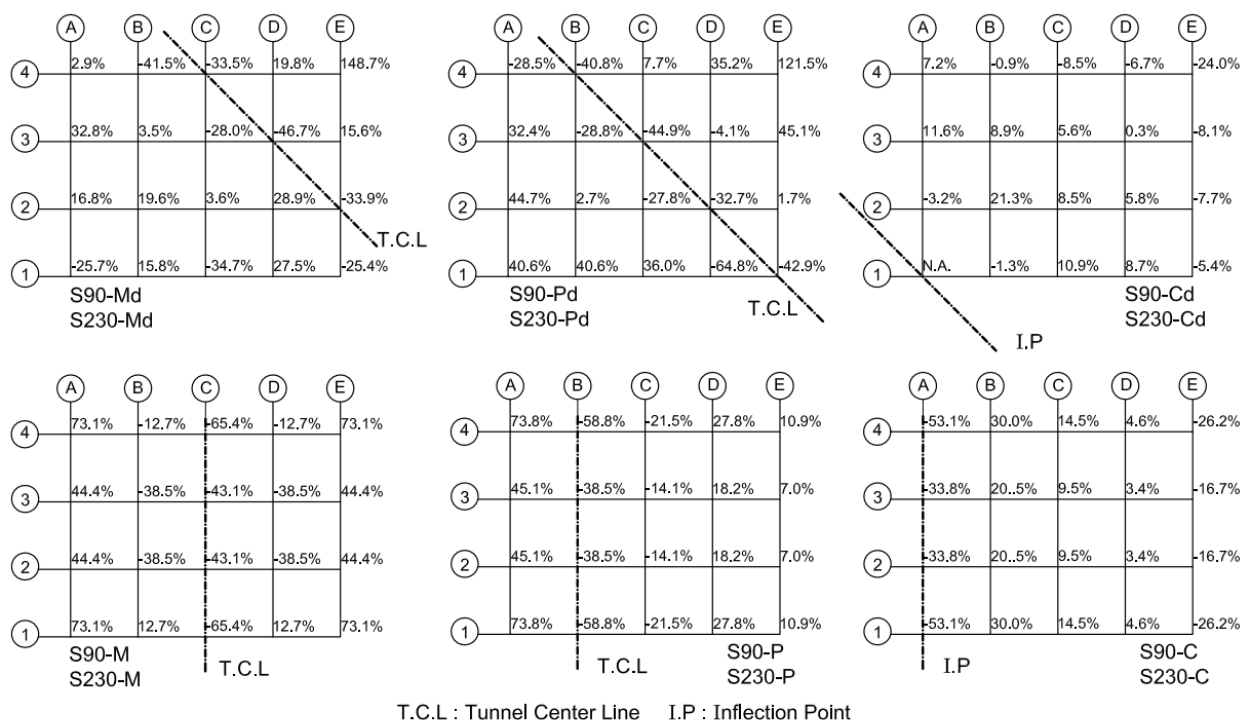 A B C D E
4 2.9% -41.5% -33.5% 19.8% 148.7%
3 32.8% 3.5% -28.0% -46.7% 15.6%
2 16.8% 19.6% 3.6% 28.9% -33.9%
T.C.L
1 -25.7% 15.8% -34.7% 27.5% -25.4%
S90-Md
S230-Md
A B C D E
4 -28.5% -40.8% 7.7% 35.2% 121.5%
3 32.4% -28.8% -44.9% -4.1% 45.1%
2 44.7% 2.7% -27.8% -32.7% 1.7%
1 40.6% 40.6% 36.0% -64.8% -42.9%
S90-Pd
S230-Pd
T.C.L
A B C D E
4 7.2% -0.9% -8.5% -6.7% -24.0%
3 11.6% 8.9% 5.6% 0.3% -8.1%
2 -3.2% 21.3% 8.5% 5.8% -7.7%
1 N.A. -1.3% 10.9% 8.7% -5.4%
S90-Cd
S230-Cd
I.P
A B C D E
4 73.1% -12.7% -65.4% -12.7% 73.1%
3 44.4% -38.5% -43.1% -38.5% 44.4%
2 44.4% -38.5% -43.1% -38.5% 44.4%
1 73.1% 12.7% -65.4% 12.7% 73.1%
S90-M
S230-M
T.C.L
A B C D E
4 73.8% -58.8% -21.5% 27.8% 10.9%
3 45.1% -38.5% -14.1% 18.2% 7.0%
2 45.1% -38.5% -14.1% 18.2% 7.0%
1 73.8% -58.8% -21.5% 27.8% 10.9%
T.C.L
S90-P
S230-P
A B C D E
4 -53.1% 30.0% 14.5% 4.6% -26.2%
3 -33.8% 20..5% 9.5% 3.4% -16.7%
2 -33.8% 20..5% 9.5% 3.4% -16.7%
1 -53.1% 30.0% 14.5% 4.6% -26.2%
I.P
S90-C
S230-C
T.C.L : Tunnel Center Line I.P : Inflection Point